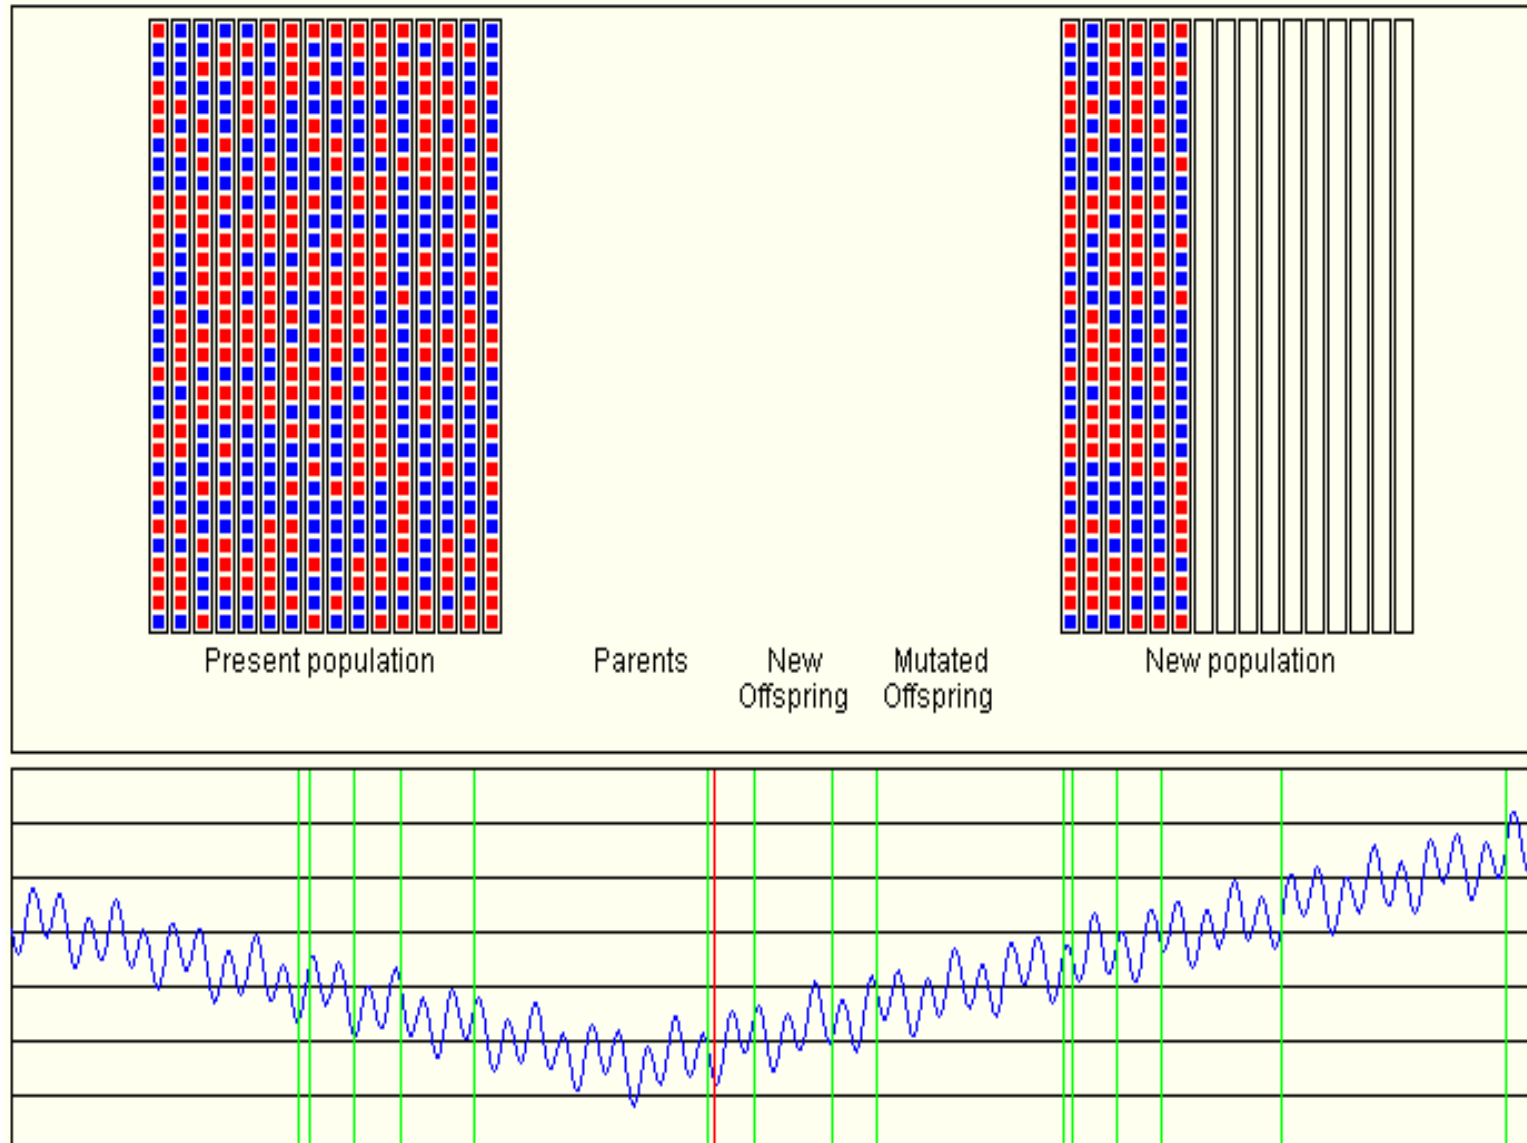 Present population
Parents
New
Offspring
Mutated
Offspring
New population